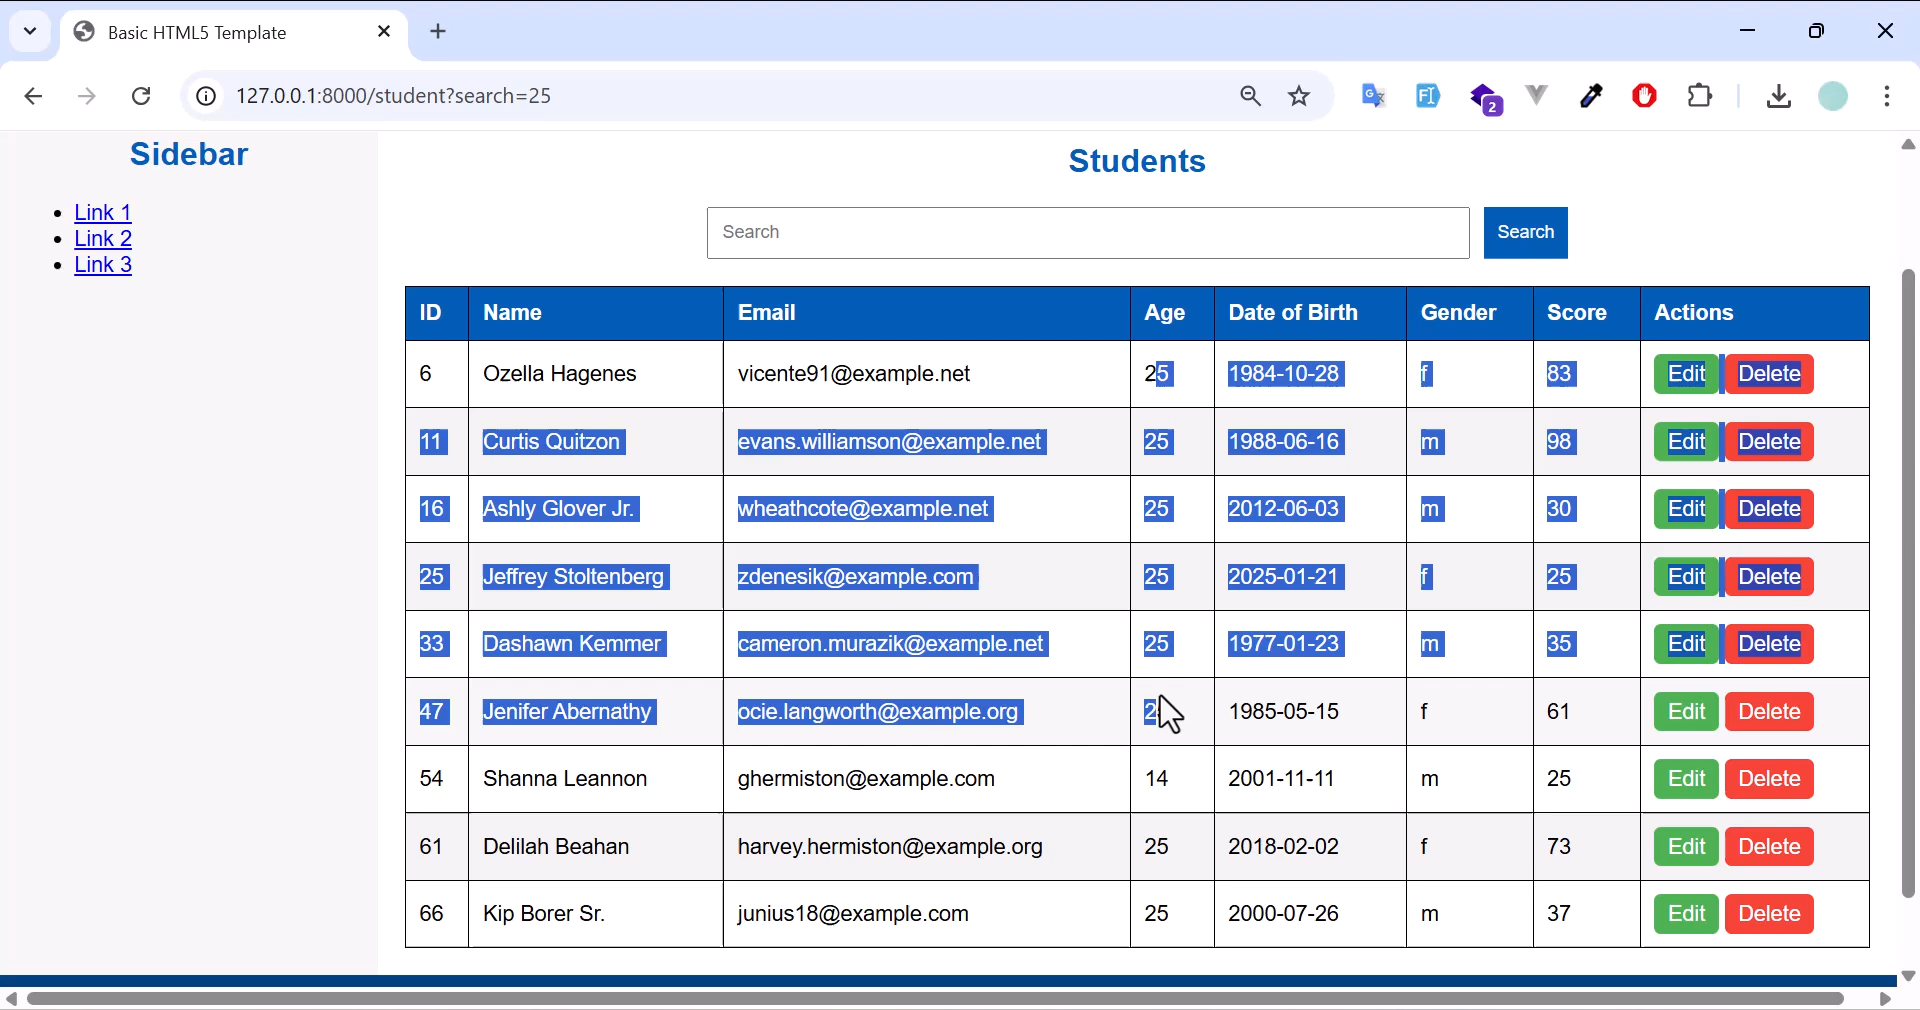 Basic HTML5 Template
127.0.0.1:8000/student?search=25
2
Sidebar
Link 1
Link 2
Link 3
Students
Search Search
ID Name Email Age Date of Birth Gender Score Actions
6 Ozella Hagenes vicente91@example.net 25 1984-10-28 f 83 Edit Delete
11 Curtis Quitzon evans.williamson@example.net 25 1988-06-16 m 98 Edit Delete
16 Ashly Glover Jr. wheathcote@example.net 25 2012-06-03 m 30 Edit Delete
25 Jeffrey Stoltenberg zdenesik@example.com 25 2025-01-21 f 25 Edit Delete
33 Dashawn Kemmer cameron.murazik@example.net 25 1977-01-23 m 35 Edit Delete
47 Jenifer Abernathy ocie.langworth@example.org 1985-05-15 f 61 Edit Delete
54 Shanna Leannon ghermiston@example.com 14 2001-11-11 m 25 Edit Delete
61 Delilah Beahan harvey.hermiston@example.org 25 2018-02-02 f 73 Edit Delete
66 Kip Borer Sr. junius18@example.com 25 2000-07-26 m 37 Edit Delete